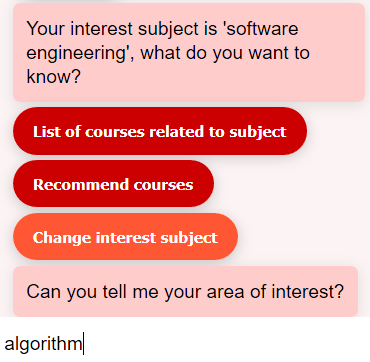 Your interest subject is 'software
engineering', what do you want to
know?
List of courses related to subject
Recommend courses
Change interest subject
Can you tell me your area of interest?
algorithm